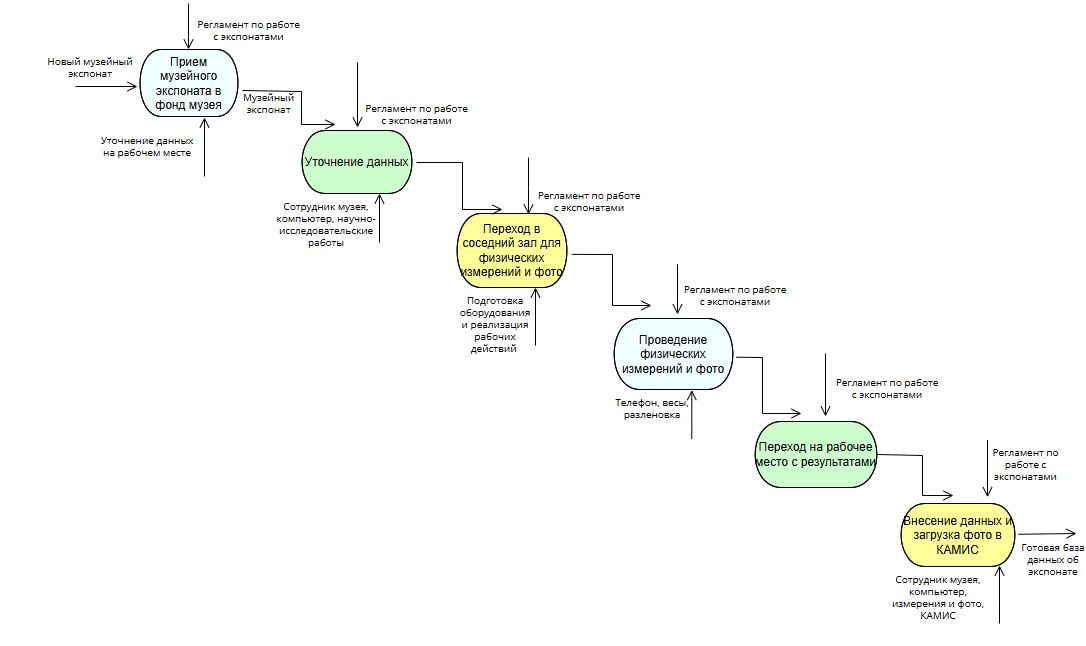 Регламент по работе
с экспонатами
Новый музейный
экспонат
Прием
музейного
экспоната в
фонд музея
Музейный
экспонат
Уточнение данных
на рабочем месте
Регламент по работе
с экспонатами
Уточнение данных
Сотрудник музея,
компьютер, научно-
исследовательские
работы
Регламент по работе
с экспонатами
Переход в
соседний зал для
физических
измерений и фото
Подготовка
оборудования
и реализация
рабочих
действий
Регламент по работе
с экспонатами
Проведение
физических
измерений и фото
Телефон, весы,
разленовка
Регламент по работе
с экспонатами
Переход на рабочее
место с результатами
Регламент по
работе с
экспонатами
Внесение данных и
загрузка фото в
КАМИС
Готовая база
данных об
экспонате
Сотрудник музея,
компьютер,
измерения и фото,
КАМИС